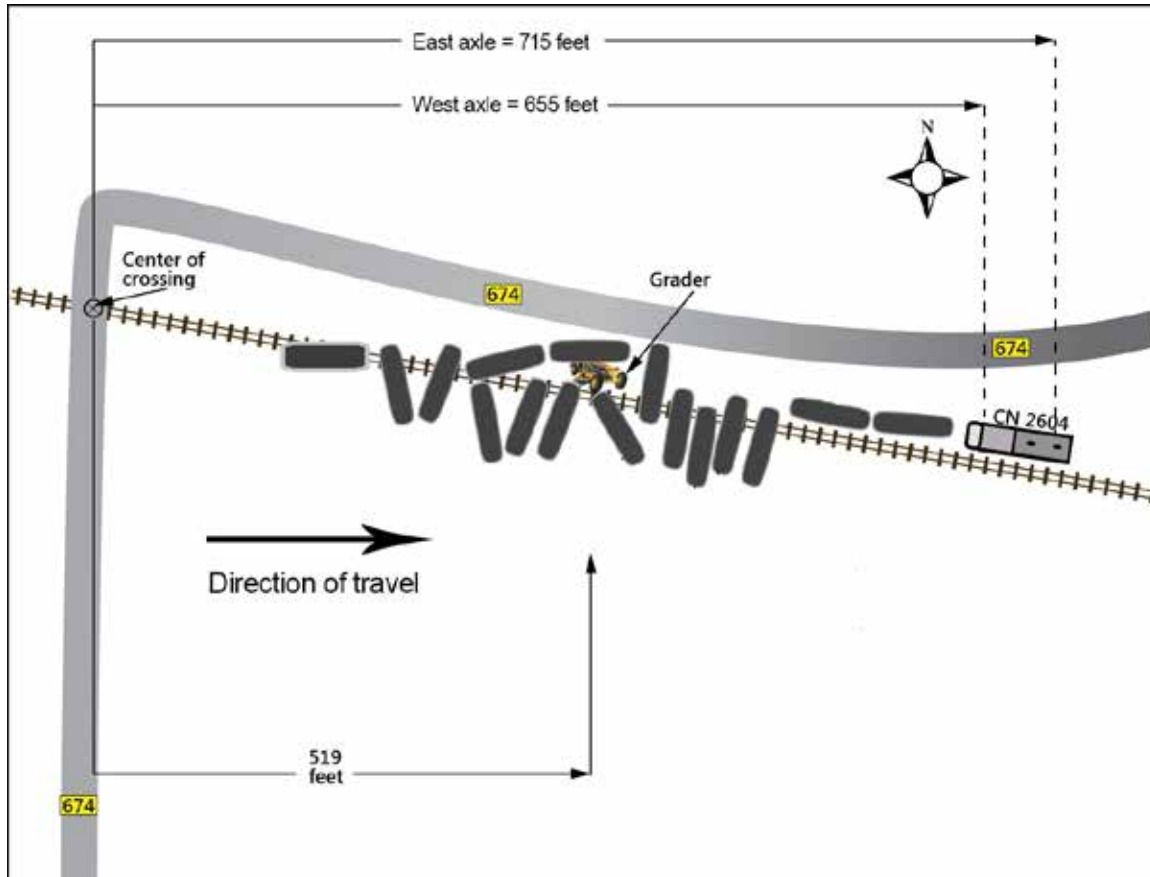 East axle = 715 feet
West axle = 655 feet
N
Center of
crossing
674
Grader
674
CN 2604
Direction of travel
519
feet
674